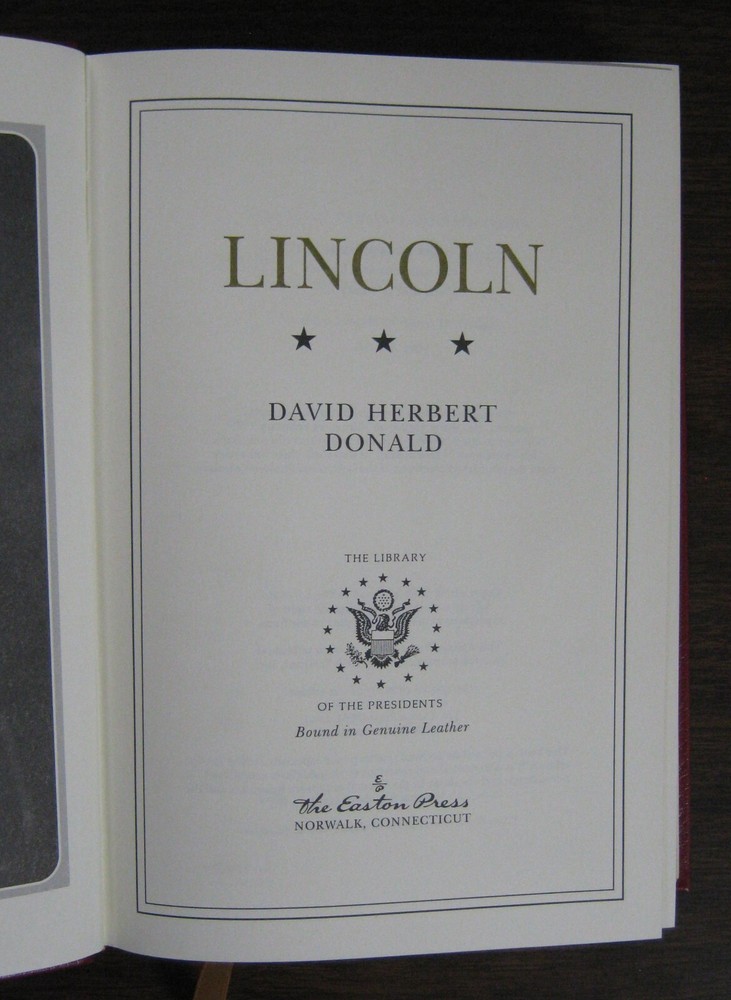 LINCOLN
DAVID HERBERT
DONALD
THE LIBRARY
OF THE PRESIDENTS
Bound in Genuine Leather
E
P
The Easton Press
NORWALK, CONNECTICUT